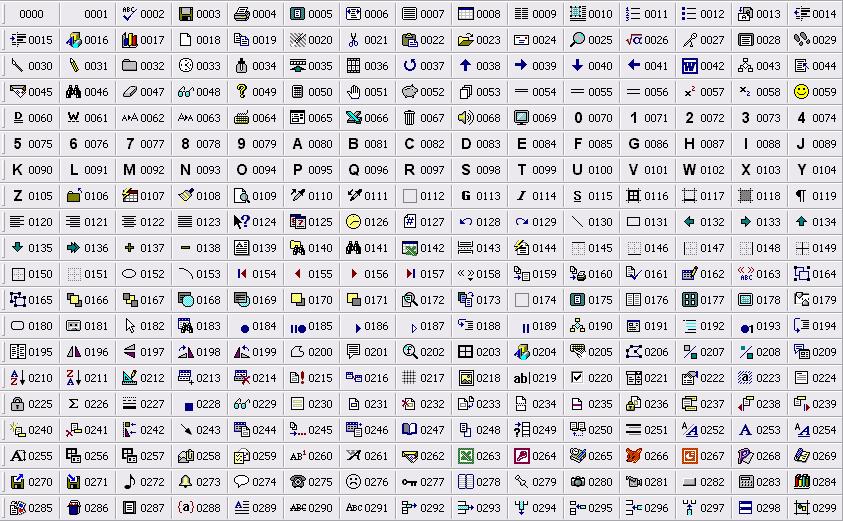 0000 0001 ABC 0002 0003 0004 0005 0006 0007 0008 0009 0010 0011 0012 0013 0014
0015 0016 0017 0018 0019 0020 0021 0022 0023 0024 0025 √α 0026 0027 0028 0029
0030 0031 0032 0033 0034 0035 0036 0037 0038 0039 0040 0041 W 0042 0043 0044
0045 0046 0047 0048 ? 0049 0050 0051 0052 0053 0054 0055 0056 x² 0057 x₂ 0058 0059
D 0060 W 0061 0062 0063 0064 0065 0066 0067 0068 0069 0 0070 1 0071 2 0072 3 0073 4 0074
5 0075 6 0076 7 0077 8 0078 9 0079 A 0080 B 0081 C 0082 D 0083 E 0084 F 0085 G 0086 H 0087 I 0088 J 0089
K 0090 L 0091 M 0092 N 0093 O 0094 P 0095 Q 0096 R 0097 S 0098 T 0099 U 0100 V 0101 W 0102 X 0103 Y 0104
Z 0105 0106 0107 0108 0109 0110 0111 0112 G 0113 I 0114 S 0115 0116 0117 0118 ¶ 0119
0120 0121 0122 0123 ? 0124 0125 0126 # 0127 0128 0129 0130 0131 0132 0133 0134
0135 0136 0137 0138 0139 0140 0141 0142 0143 0144 0145 0146 0147 0148 0149
0150 0151 0152 0153 0154 0155 0156 0157 «?» 0158 0159 0160 0161 0162 ABC 0163 0164
0165 0166 0167 0168 0169 0170 0171 0172 0173 0174 0175 0176 0177 0178 0179
0180 0181 0182 0183 0184 0185 0186 0187 0188 0189 0190 0191 0192 1 0193 0194
0195 0196 0197 0198 0199 0200 0201 0202 0203 0204 0205 0206 0207 0208 0209
A Z 0210 Z A 0211 0212 0213 0214 0215 0216 0217 0218 ab 0219 0220 0221 0222 a 0223 0224
0225 Σ 0226 0227 0228 0229 0230 0231 0232 0233 0234 0235 0236 0237 0238 0239
0240 0241 0242 0243 0244 0245 0246 0247 0248 0249 0250 0251 A 0252 A 0253 A 0254
A 0255 0256 0257 0258 0259 AB¹ 0260 0261 0262 0263 0264 0265 0266 0267 0268 0269
0270 0271 0272 0273 0274 0275 0276 0277 0278 0279 0280 0281 0282 0283 0284
0285 0286 0287 {a} 0288 A 0289 ABC 0290 ABC 0291 0292 0293 0294 0295 0296 0297 0298 0299